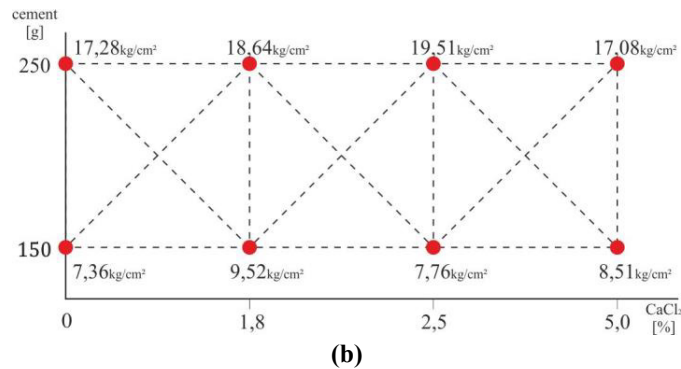 cement
[g]
17,28kg/cm² 18,64kg/cm² 19,51kg/cm² 17,08kg/cm²
250
150
7,36kg/cm² 9,52kg/cm² 7,76kg/cm² 8,51kg/cm²
0 1,8 2,5 5,0 CaCl₂
[%]
(b)